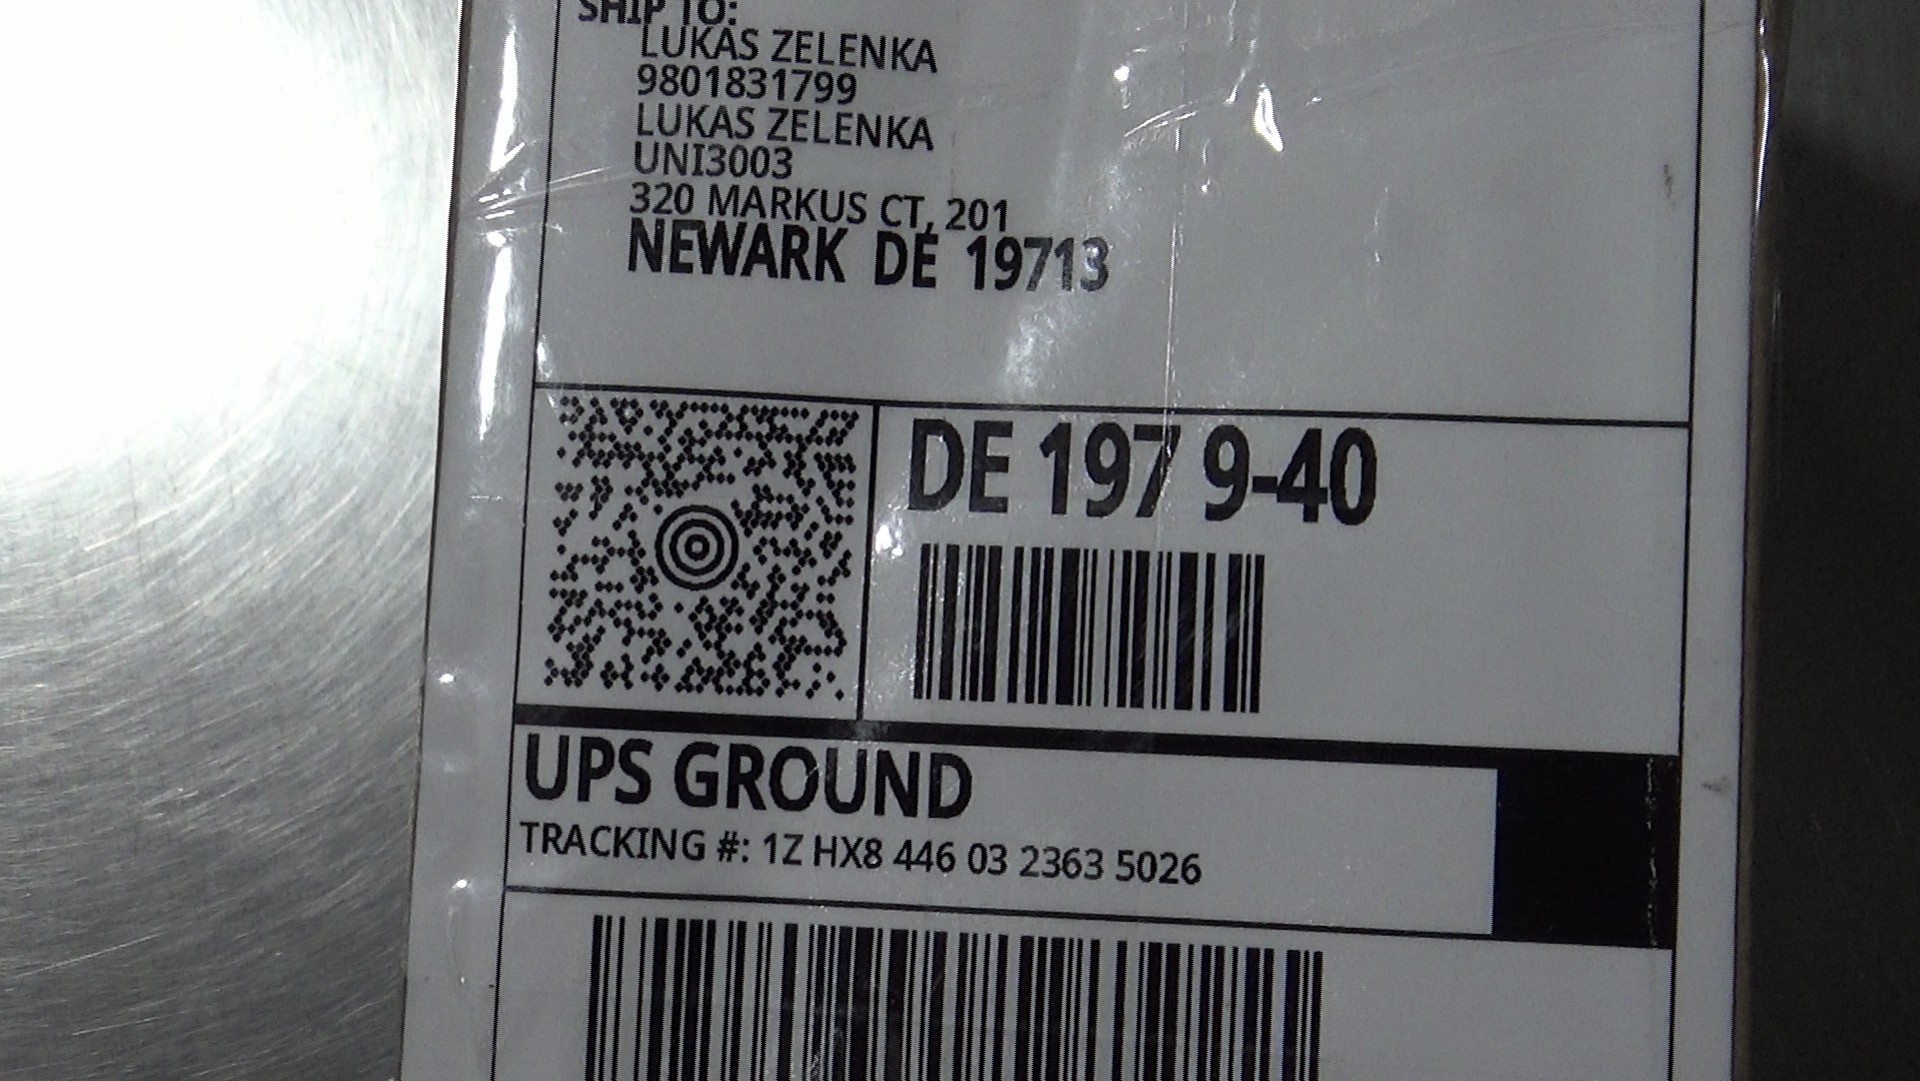 SHIP TO:
LUKAS ZELENKA
9801831799
LUKAS ZELENKA
UNI3003
320 MARKUS CT, 201
NEWARK DE 19713
DE 197 9-40
UPS GROUND
TRACKING #: 1Z HX8 446 03 2363 5026